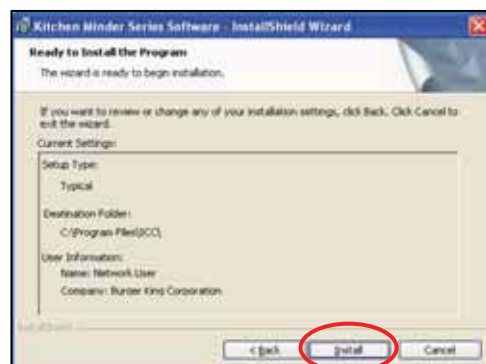 Kitchen Minder Series Software - InstallShield Wizard
Ready to Install the Program
The wizard is ready to begin installation.
If you want to review or change any of your installation settings, click Back. Click Cancel to
exit the wizard.
Current Settings:
Setup Type:
Typical
Destination Folder:
C:\Program Files\ICC\
User Information:
Name: Network User
Company: Burger King Corporation
InstallShield
< Back
Install
Cancel